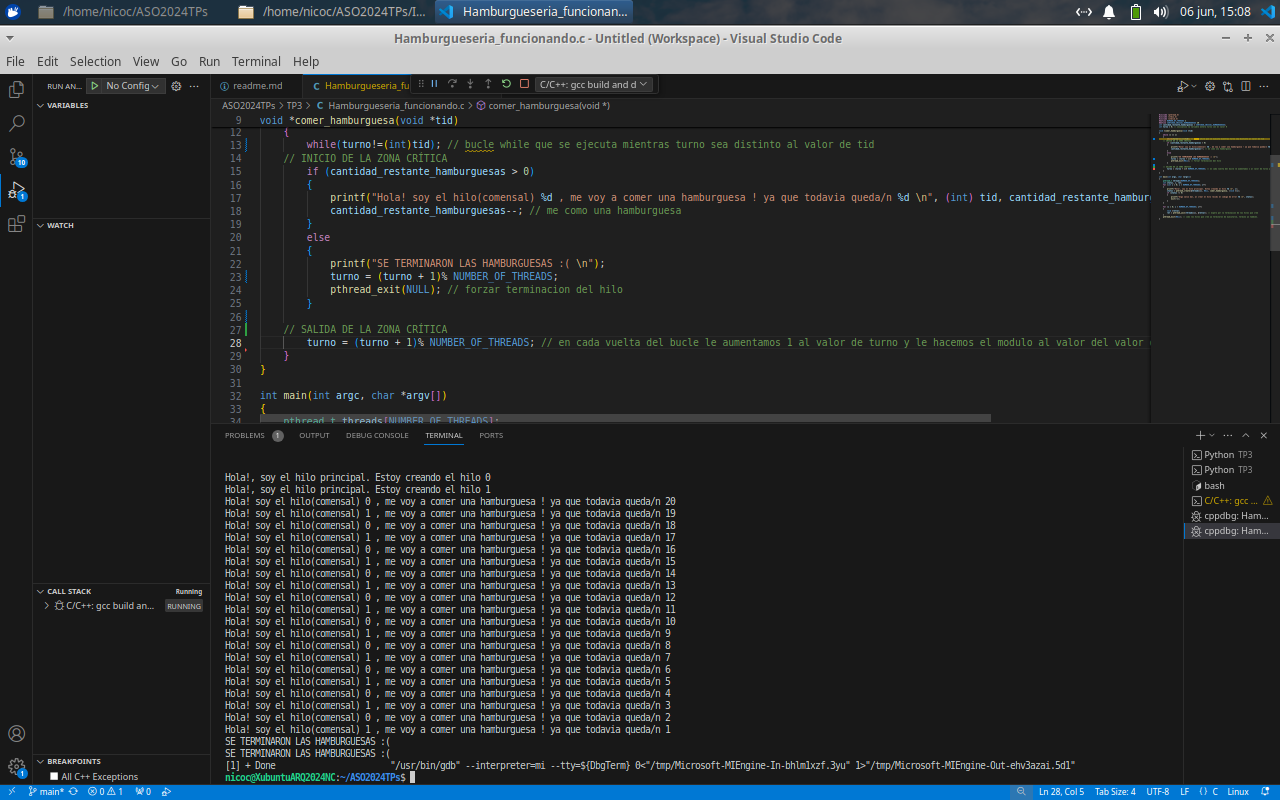 /home/nicoc/ASO2024TPs
/home/nicoc/ASO2024TPs/I...
Hamburgueseria_funcionan...
06 jun, 15:08
Hamburgueseria_funcionando.c - Untitled (Workspace) - Visual Studio Code
File Edit Selection View Go Run Terminal Help
RUN AN... No Config
readme.md
C Hamburgueseria_fu
C/C++: gcc build and d
VARIABLES
ASO2024TPs > TP3 > C Hamburgueseria_funcionando.c > comer_hamburguesa(void *)
9 void *comer_hamburguesa(void *tid)
12 {
13 while(turno!=(int)tid); // bucle while que se ejecuta mientras turno sea distinto al valor de tid
14 // INICIO DE LA ZONA CRÍTICA
15 if (cantidad_restante_hamburguesas > 0)
16 {
17 printf("Hola! soy el hilo(comensal) %d , me voy a comer una hamburguesa ! ya que todavia queda/n %d \n", (int) tid, cantidad_restante_hambur
18 cantidad_restante_hamburguesas--; // me como una hamburguesa
19 }
20 else
21 {
22 printf("SE TERMINARON LAS HAMBURGUESAS :( \n");
23 turno = (turno + 1)% NUMBER_OF_THREADS;
24 pthread_exit(NULL); // forzar terminacion del hilo
25 }
26
27 // SALIDA DE LA ZONA CRÍTICA
28 turno = (turno + 1)% NUMBER_OF_THREADS; // en cada vuelta del bucle le aumentamos 1 al valor de turno y le hacemos el modulo al valor del valor
29 }
30 }
31
32 int main(int argc, char *argv[])
33 {
34 pthread_t threads[NUMBER_OF_THREADS];
WATCH
CALL STACK Running
C/C++: gcc build an... RUNNING
BREAKPOINTS
All C++ Exceptions
10
1
1
PROBLEMS 1 OUTPUT DEBUG CONSOLE TERMINAL PORTS
Hola!, soy el hilo principal. Estoy creando el hilo 0
Hola!, soy el hilo principal. Estoy creando el hilo 1
Hola! soy el hilo(comensal) 0 , me voy a comer una hamburguesa ! ya que todavia queda/n 20
Hola! soy el hilo(comensal) 1 , me voy a comer una hamburguesa ! ya que todavia queda/n 19
Hola! soy el hilo(comensal) 0 , me voy a comer una hamburguesa ! ya que todavia queda/n 18
Hola! soy el hilo(comensal) 1 , me voy a comer una hamburguesa ! ya que todavia queda/n 17
Hola! soy el hilo(comensal) 0 , me voy a comer una hamburguesa ! ya que todavia queda/n 16
Hola! soy el hilo(comensal) 1 , me voy a comer una hamburguesa ! ya que todavia queda/n 15
Hola! soy el hilo(comensal) 0 , me voy a comer una hamburguesa ! ya que todavia queda/n 14
Hola! soy el hilo(comensal) 1 , me voy a comer una hamburguesa ! ya que todavia queda/n 13
Hola! soy el hilo(comensal) 0 , me voy a comer una hamburguesa ! ya que todavia queda/n 12
Hola! soy el hilo(comensal) 1 , me voy a comer una hamburguesa ! ya que todavia queda/n 11
Hola! soy el hilo(comensal) 0 , me voy a comer una hamburguesa ! ya que todavia queda/n 10
Hola! soy el hilo(comensal) 1 , me voy a comer una hamburguesa ! ya que todavia queda/n 9
Hola! soy el hilo(comensal) 0 , me voy a comer una hamburguesa ! ya que todavia queda/n 8
Hola! soy el hilo(comensal) 1 , me voy a comer una hamburguesa ! ya que todavia queda/n 7
Hola! soy el hilo(comensal) 0 , me voy a comer una hamburguesa ! ya que todavia queda/n 6
Hola! soy el hilo(comensal) 1 , me voy a comer una hamburguesa ! ya que todavia queda/n 5
Hola! soy el hilo(comensal) 0 , me voy a comer una hamburguesa ! ya que todavia queda/n 4
Hola! soy el hilo(comensal) 1 , me voy a comer una hamburguesa ! ya que todavia queda/n 3
Hola! soy el hilo(comensal) 0 , me voy a comer una hamburguesa ! ya que todavia queda/n 2
Hola! soy el hilo(comensal) 1 , me voy a comer una hamburguesa ! ya que todavia queda/n 1
SE TERMINARON LAS HAMBURGUESAS :(
SE TERMINARON LAS HAMBURGUESAS :(
[1] + Done "/usr/bin/gdb" --interpreter=mi --tty=${DbgTerm} 0<"/tmp/Microsoft-MIEngine-In-bhlm1xzf.3yu" 1>"/tmp/Microsoft-MIEngine-Out-ehv3azai.5d1"
nicoc@XubuntuARQ2024NC:~/ASO2024TPs$
Python TP3
Python TP3
bash
C/C++: gcc ...
cppdbg: Ham...
cppdbg: Ham...
main* 0 1 0 Ln 28, Col 5 Tab Size: 4 UTF-8 LF {} C Linux